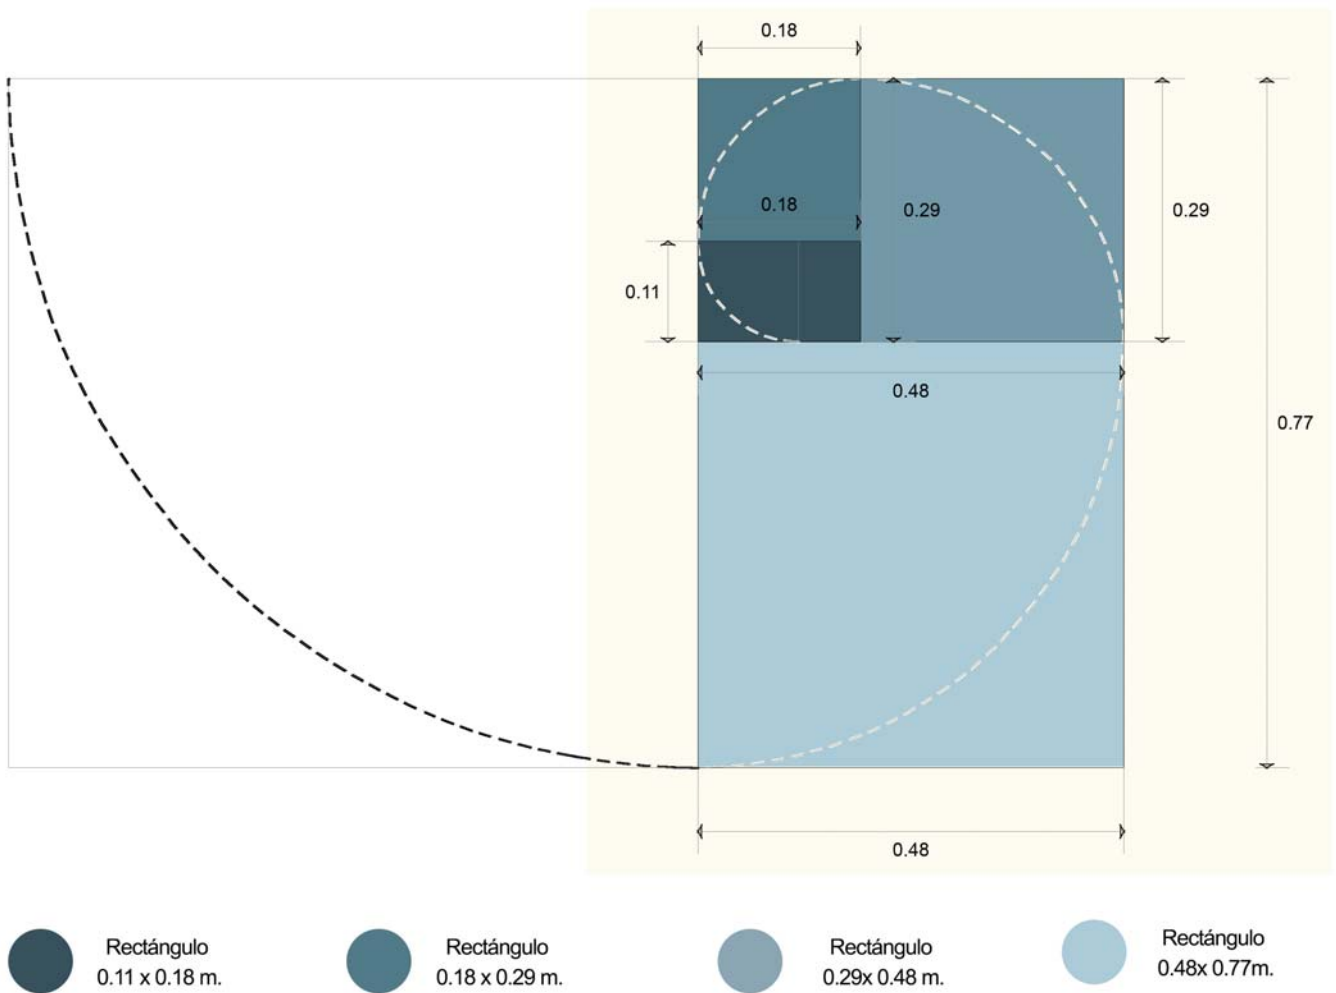 0.18
0.18
0.29
0.29
0.11
0.48
0.77
0.48
Rectángulo
0.11 x 0.18 m.
Rectángulo
0.18 x 0.29 m.
Rectángulo
0.29x 0.48 m.
Rectángulo
0.48x 0.77m.